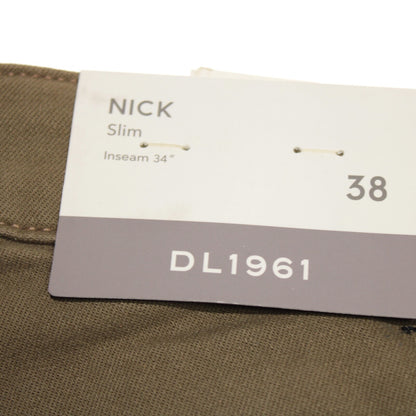 NICK
Slim
Inseam 34"
38
DL1961